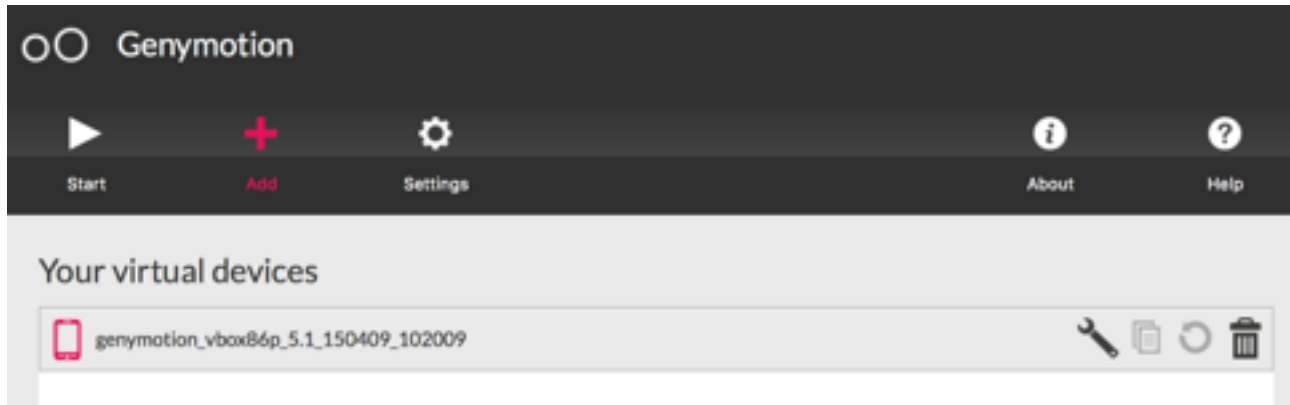 Genymotion
Start Add Settings About Help
Your virtual devices
genymotion_vbox86p_5.1_150409_102009